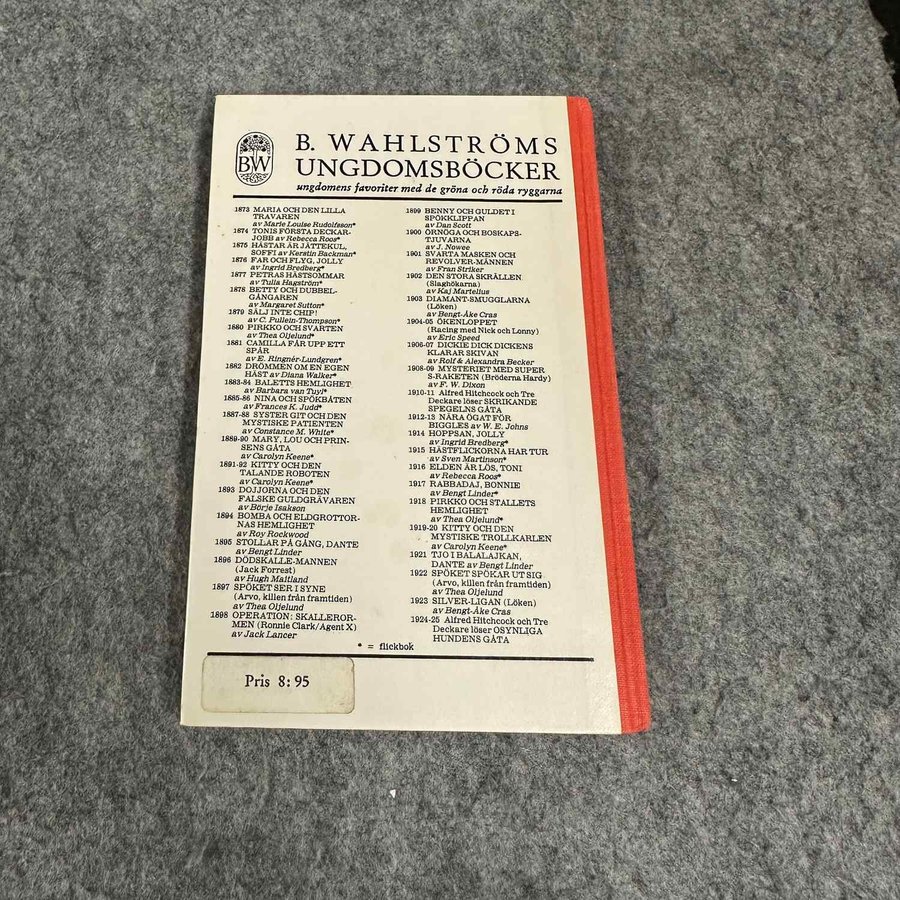 BW
B. WAHLSTRÖMS
UNGDOMSBÖCKER
ungdomens favoriter med de gröna och röda ryggarna
1873 MARIA OCH DEN LILLA
TRAVAREN
av Marie Louise Rudolfsson*
1874 TONIS FÖRSTA DECKAR-
JOBB av Rebecca Roos*
1875 HÄSTAR ÄR JÄTTEKUL,
SOFFI av Kerstin Backman*
1876 FAR OCH FLYG, JOLLY
av Ingrid Bredberg*
1877 PETRAS HÄSTSOMMAR
av Tulla Hagström*
1878 BETTY OCH DUBBEL-
GÅNGAREN
av Margaret Sutton*
1879 SÄLJ INTE CHIP!
av C. Pullein-Thompson*
1880 PIRKKO OCH SVARTEN
av Thea Oljelund*
1881 CAMILLA FÅR UPP ETT
SPÅR
av E. Ringnér-Lundgren*
1882 DRÖMMEN OM EN EGEN
HÄST av Diana Walker*
1883-84 BALETTS HEMLIGHET
av Barbara van Tuyl*
1885-86 NINA OCH SPÖKBÅTEN
av Frances K. Judd*
1887-88 SYSTER GIT OCH DEN
MYSTISKE PATIENTEN
av Constance M. White*
1889-90 MARY, LOU OCH PRIN-
SENS GÅTA
av Carolyn Keene*
1891-92 KITTY OCH DEN
TALANDE ROBOTEN
av Carolyn Keene*
1893 DOJJORNA OCH DEN
FALSKE GULDGRÄVAREN
av Börje Isakson
1894 BOMBA OCH ELDGROTTOR-
NAS HEMLIGHET
av Roy Rockwood
1895 STOLLAR PÅ GÅNG, DANTE
av Bengt Linder
1896 DÖDSKALLE-MANNEN
(Jack Forrest)
av Hugh Maitland
1897 SPÖKET SER I SYNE
(Arvo, killen från framtiden)
av Thea Oljelund
1898 OPERATION: SKALLEROR-
MEN (Ronnie Clark/Agent X)
av Jack Lancer
1899 BENNY OCH GULDET I
SPÖKKLIPPAN
av Dan Scott
1900 ÖRNÖGA OCH BOSKAPS-
TJUVARNA
av J. Nowee
1901 SVARTA MASKEN OCH
REVOLVER-MÄNNEN
av Fran Striker
1902 DEN STORA SKRÄLLEN
(Slaghökarna)
av Kaj Martelius
1903 DIAMANT-SMUGGLARNA
(Löken)
av Bengt-Åke Cras
1904-05 ÖKENLOPPET
(Racing med Nick och Lonny)
av Eric Speed
1906-07 DICKIE DICK DICKENS
KLARAR SKIVAN
av Rolf & Alexandra Becker
1908-09 MYSTERIET MED SUPER
S-RAKETEN (Bröderna Hardy)
av F. W. Dixon
1910-11 Alfred Hitchcock och Tre
Deckare löser SKRIKANDE
SPEGELNS GÅTA
1912-13 NÄRA ÖGAT FÖR
BIGGLES av W. E. Johns
1914 HOPPSAN, JOLLY
av Ingrid Bredberg*
1915 HÄSTFLICKORNA HAR TUR
av Sven Martinson*
1916 ELDEN ÄR LÖS, TONI
av Rebecca Roos*
1917 RABBADAJ, BONNIE
av Bengt Linder*
1918 PIRKKO OCH STALLETS
HEMLIGHET
av Thea Oljelund*
1919-20 KITTY OCH DEN
MYSTISKE TROLLKARLEN
av Carolyn Keene*
1921 TJO I BALALAJKAN,
DANTE av Bengt Linder
1922 SPÖKET SPÖKAR UT SIG
(Arvo, killen från framtiden)
av Thea Oljelund
1923 SILVER-LIGAN (Löken)
av Bengt-Åke Cras
1924-25 Alfred Hitchcock och Tre
Deckare löser OSYNLIGA
HUNDENS GÅTA
* = flickbok
Pris 8:95